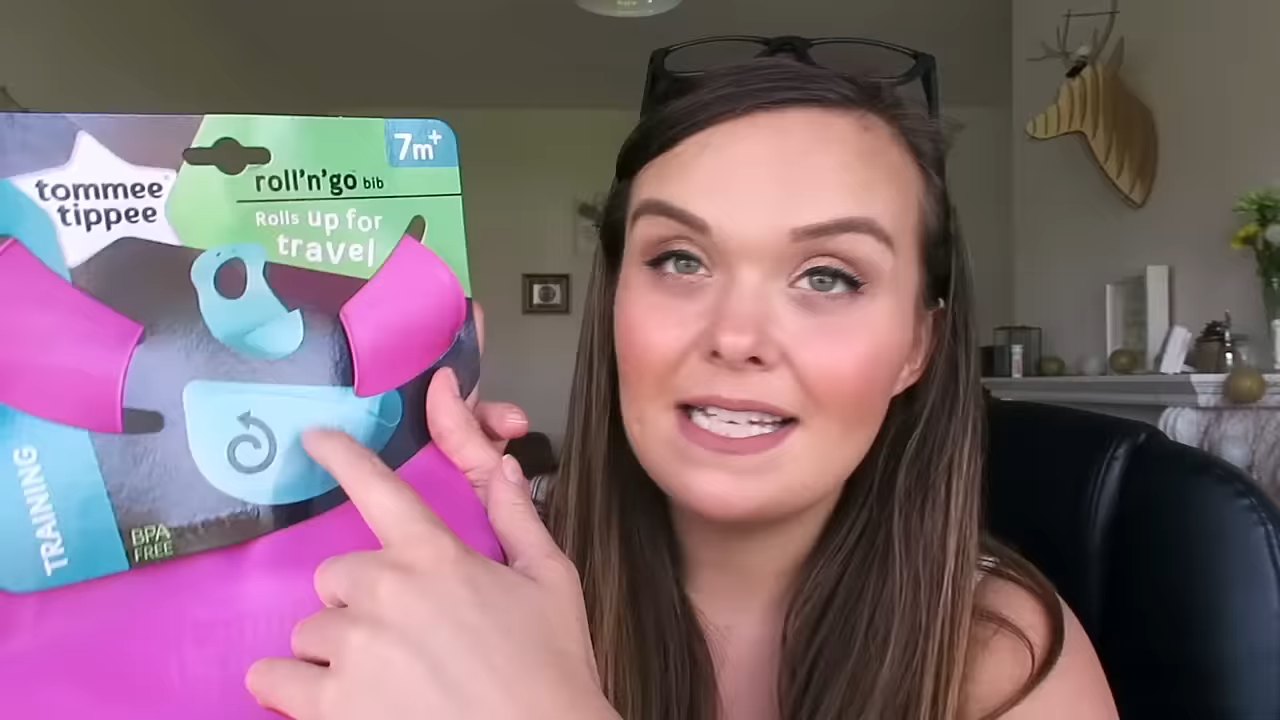 tommee
tippee
roll'n'go bib
Rolls up for
travel
7m+
TRAINING
BPA
FREE